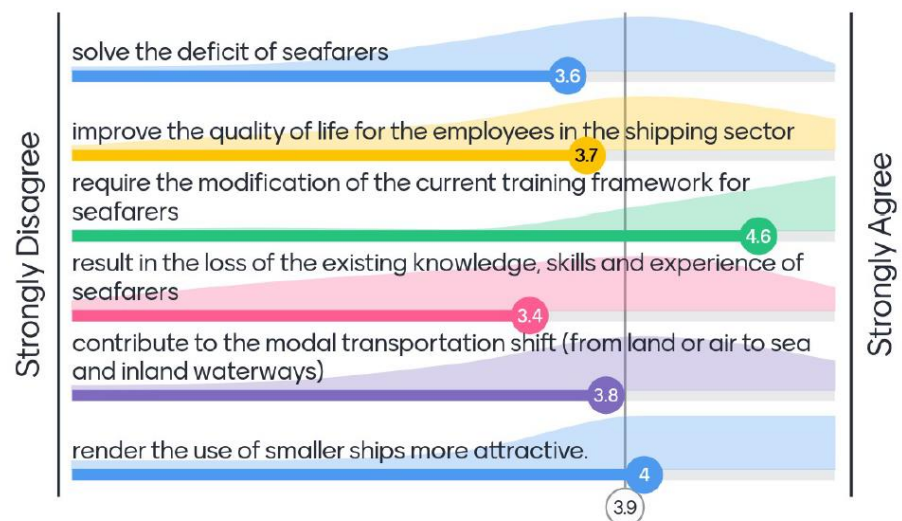 Strongly Disagree
solve the deficit of seafarers
3.6
improve the quality of life for the employees in the shipping sector
3.7
require the modification of the current training framework for
seafarers
4.6
result in the loss of the existing knowledge, skills and experience of
seafarers
3.4
contribute to the modal transportation shift (from land or air to sea
and inland waterways)
3.8
render the use of smaller ships more attractive.
4
3.9
Strongly Agree